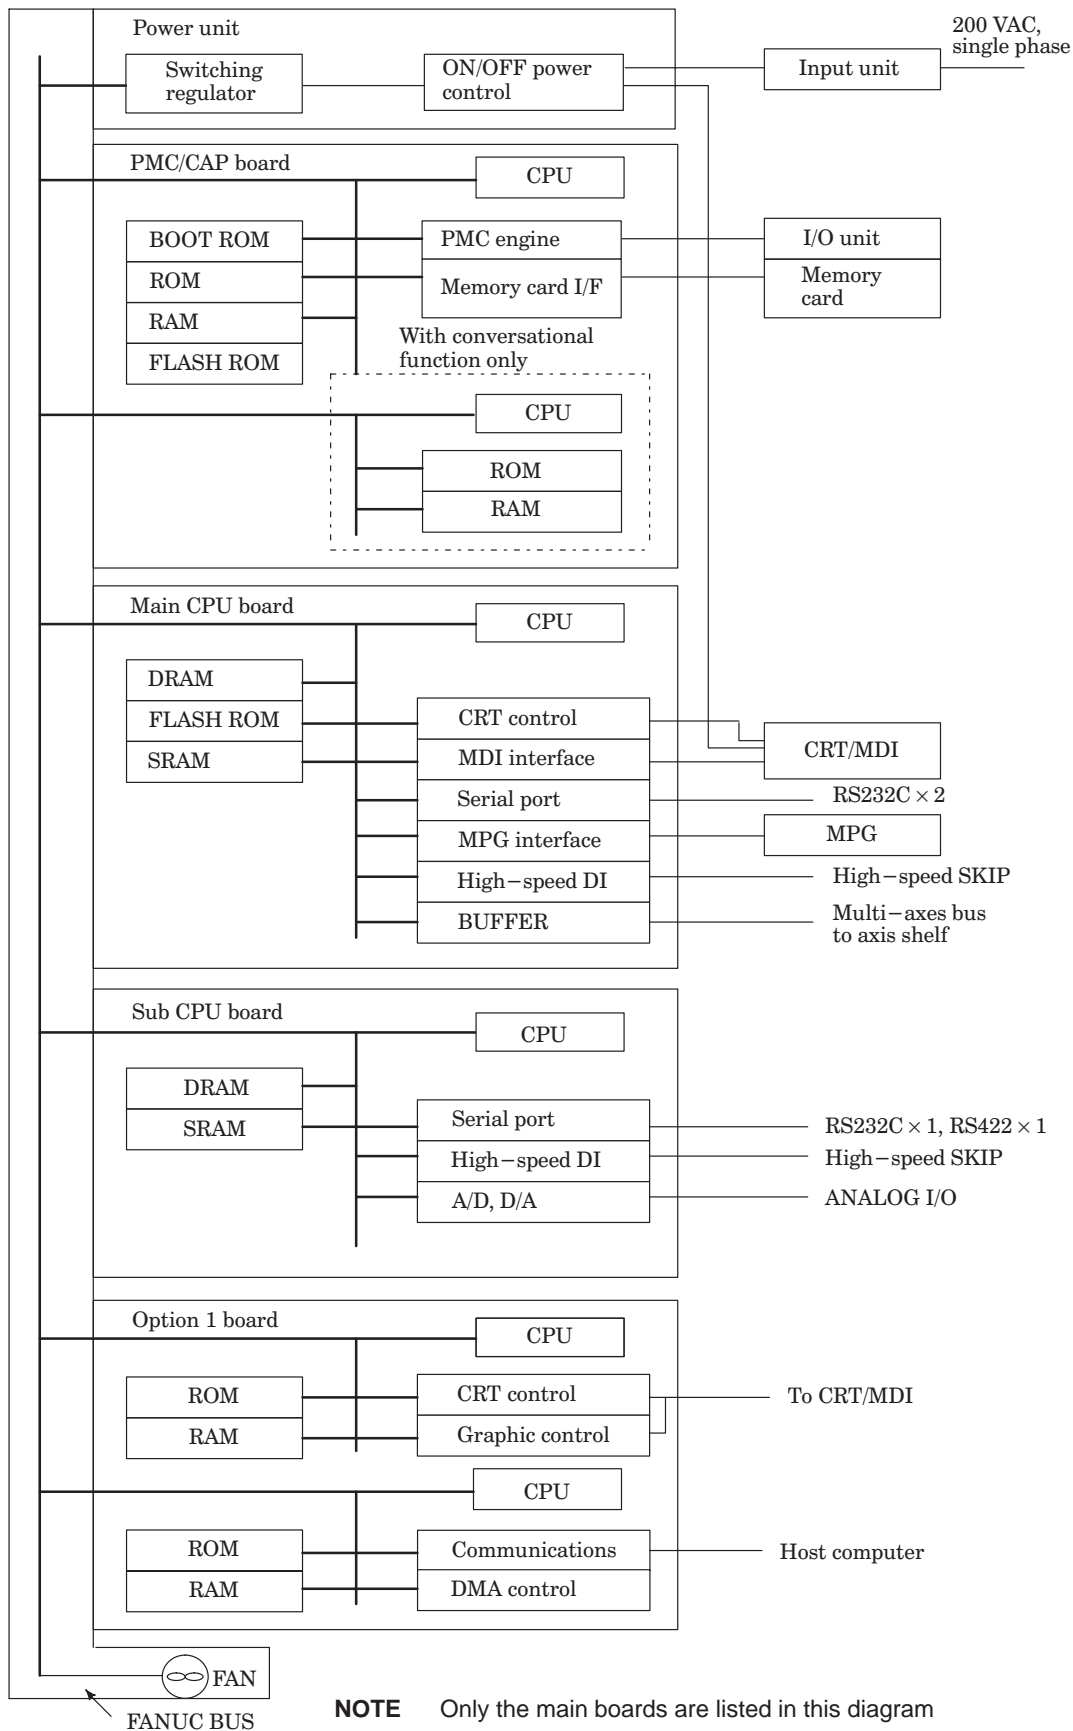 Power unit
200 VAC,
single phase
Switching
regulator
ON/OFF power
control
Input unit
PMC/CAP board
CPU
BOOT ROM
PMC engine
I/O unit
ROM
Memory card I/F
Memory
card
RAM
With conversational
function only
FLASH ROM
CPU
ROM
RAM
Main CPU board
CPU
DRAM
FLASH ROM
CRT control
SRAM
MDI interface
CRT/MDI
Serial port
RS232C × 2
MPG interface
MPG
High−speed DI
High−speed SKIP
BUFFER
Multi−axes bus
to axis shelf
Sub CPU board
CPU
DRAM
SRAM
Serial port
RS232C × 1, RS422 × 1
High−speed DI
High−speed SKIP
A/D, D/A
ANALOG I/O
Option 1 board
CPU
ROM
CRT control
To CRT/MDI
RAM
Graphic control
CPU
ROM
Communications
Host computer
RAM
DMA control
FAN
FANUC BUS
NOTE Only the main boards are listed in this diagram